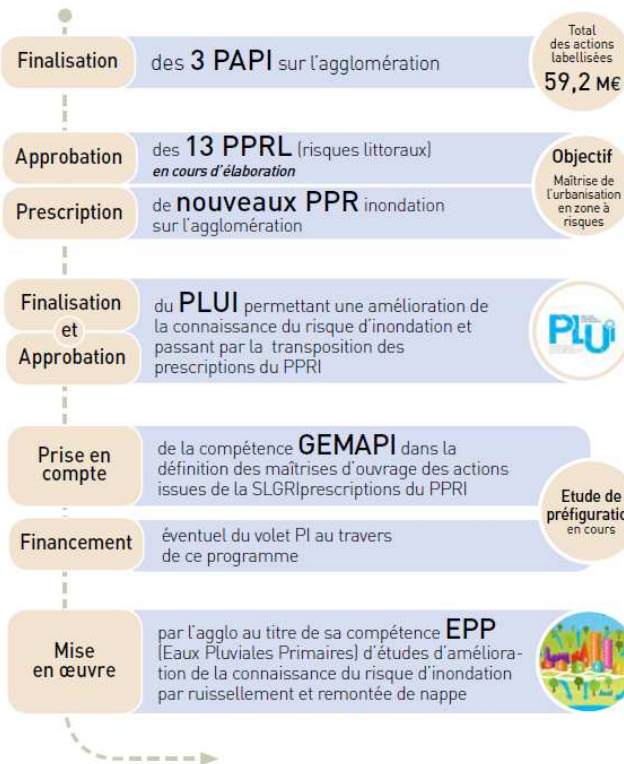 Finalisation
des 3 PAPI sur l'agglomération
Total
des actions
labellisées
59,2 M€
Approbation
des 13 PPRL (risques littoraux)
en cours d'élaboration
Objectif
Maîtrise de
l'urbanisation
en zone à
risques
Prescription
de nouveaux PPR inondation
sur l'agglomération
Finalisation
et
Approbation
du PLUI permettant une amélioration de
la connaissance du risque d'inondation et
passant par la transposition des
prescriptions du PPRI
PLUi
Prise en
compte
de la compétence GEMAPI dans la
définition des maîtrises d'ouvrage des actions
issues de la SLGRIprescriptions du PPRI
Etude de
préfiguratio
en cours
Financement
éventuel du volet PI au travers
de ce programme
Mise
en œuvre
par l'agglo au titre de sa compétence EPP
(Eaux Pluviales Primaires) d'études d'améliora-
tion de la connaissance du risque d'inondation
par ruissellement et remontée de nappe